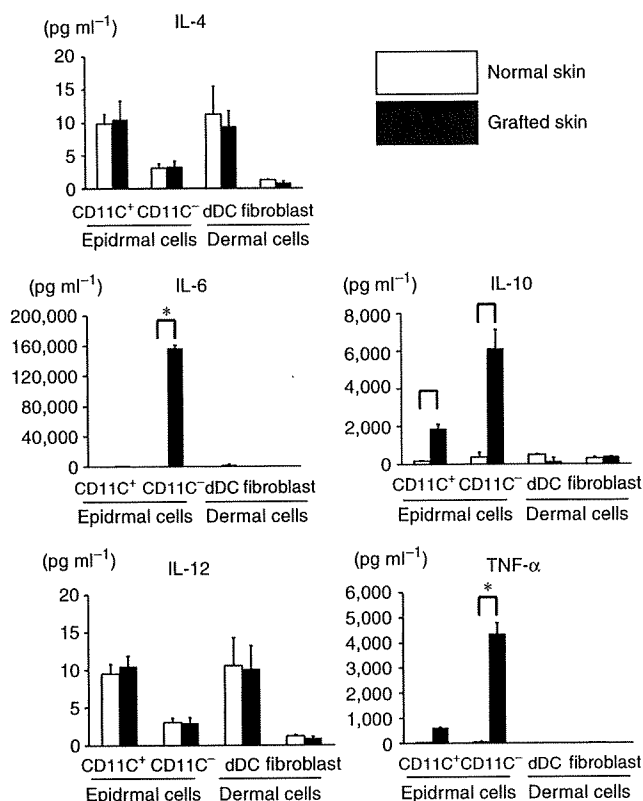 (pg ml⁻¹) IL-4
20
15
10
5
0
CD11C⁺ CD11C⁻ dDC fibroblast
Epidrmal cells Dermal cells
Normal skin
Grafted skin
(pg ml⁻¹) IL-6
200,000
160,000
120,000
80,000
40,000
0
*
CD11C⁺ CD11C⁻ dDC fibroblast
Epidrmal cells Dermal cells
(pg ml⁻¹) IL-10
8,000
6,000
4,000
2,000
0
CD11C⁺ CD11C⁻ dDC fibroblast
Epidrmal cells Dermal cells
(pg ml⁻¹) IL-12
20
15
10
5
0
CD11C⁺ CD11C⁻ dDC fibroblast
Epidrmal cells Dermal cells
(pg ml⁻¹) TNF-α
6,000
5,000
4,000
3,000
2,000
1,000
0
*
CD11C⁺ CD11C⁻ dDC fibroblast
Epidrmal cells Dermal cells